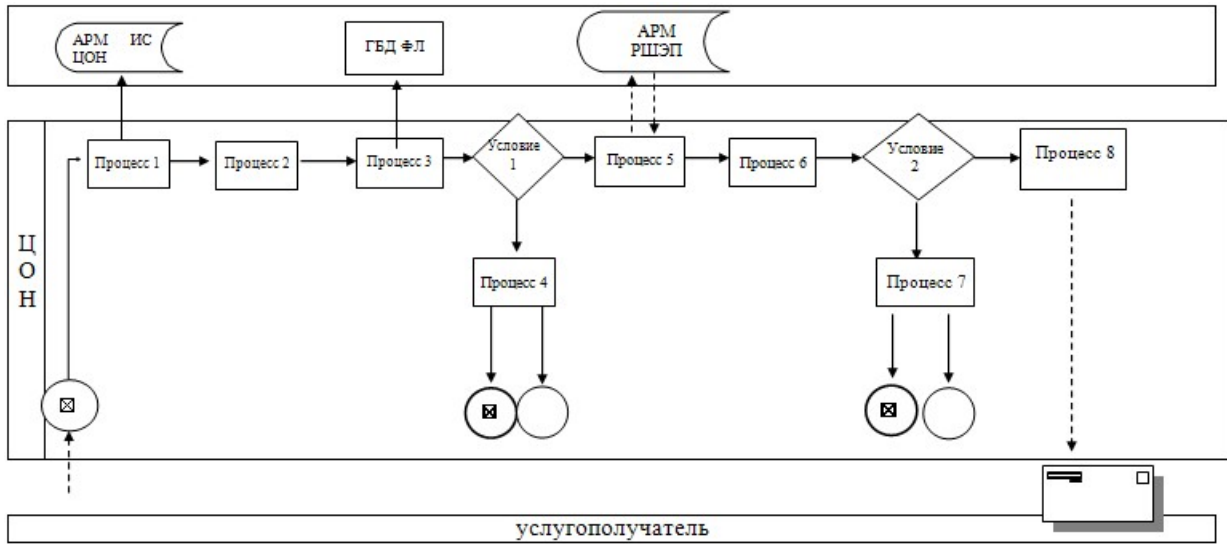 АРМ ИС
ЦОН
ГБД ФЛ
АРМ
РШЭП
ЦОН
Процесс 1
Процесс 2
Процесс 3
Условие
1
Процесс 5
Процесс 6
Условие
2
Процесс 8
Процесс 4
Процесс 7
услугополучатель